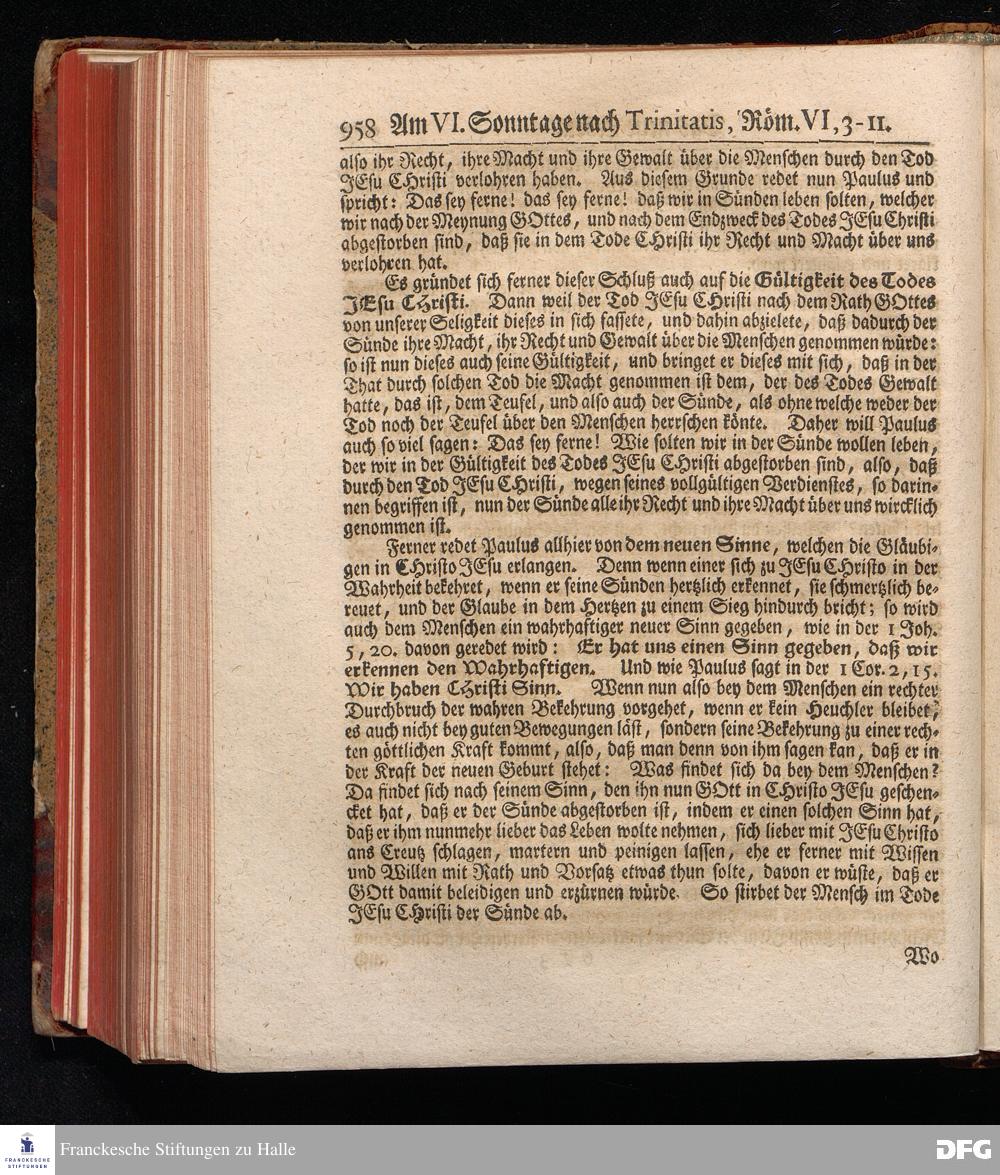 958 Am VI. Sonntage nach Trinitatis, Röm. VI, 3-11.
also ihr Recht, ihre Macht und ihre Gewalt über die Menschen durch den Tod
JEsu CHristi verlohren haben. Aus diesem Grunde redet nun Paulus und
spricht: Das sey ferne! das sey ferne! daß wir in Sünden leben solten, welcher
wir nach der Meynung GOttes, und nach dem Endzweck des Todes JEsu Christi
abgestorben sind, daß sie in dem Tode CHristi ihr Recht und Macht über uns
verlohren hat.
Es gründet sich ferner dieser Schluß auch auf die Gültigkeit des Todes
JEsu CHristi. Dann weil der Tod JEsu CHristi nach dem Rath GOttes
von unserer Seligkeit dieses in sich fassete, und dahin abzielete, daß dadurch der
Sünde ihre Macht, ihr Recht und Gewalt über die Menschen genommen würde:
so ist nun dieses auch seine Gültigkeit, und bringet er dieses mit sich, daß in der
That durch solchen Tod die Macht genommen ist dem, der des Todes Gewalt
hatte, das ist, dem Teufel, und also auch der Sünde, als ohne welche weder der
Tod noch der Teufel über den Menschen herrschen könte. Daher will Paulus
auch so viel sagen: Das sey ferne! Wie solten wir in der Sünde wollen leben,
der wir in der Gültigkeit des Todes JEsu CHristi abgestorben sind, also, daß
durch den Tod JEsu CHristi, wegen seines vollgültigen Verdienstes, so darin-
nen begriffen ist, nun der Sünde alle ihr Recht und ihre Macht über uns wircklich
genommen ist.
Ferner redet Paulus allhier von dem neuen Sinne, welchen die Gläubi-
gen in CHristo JEsu erlangen. Denn wenn einer sich zu JEsu CHristo in der
Wahrheit bekehret, wenn er seine Sünden hertzlich erkennet, sie schmertzlich be-
reuet, und der Glaube in dem Hertzen zu einem Sieg hindurch bricht; so wird
auch dem Menschen ein wahrhaftiger neuer Sinn gegeben, wie in der 1 Joh.
5, 20. davon geredet wird: Er hat uns einen Sinn gegeben, daß wir
erkennen den Wahrhaftigen. Und wie Paulus sagt in der 1 Cor. 2, 15.
Wir haben CHristi Sinn. Wenn nun also bey dem Menschen ein rechter
Durchbruch der wahren Bekehrung vorgehet, wenn er kein Heuchler bleibet,
es auch nicht bey guten Bewegungen läst, sondern seine Bekehrung zu einer rech-
ten göttlichen Kraft kommt, also, daß man denn von ihm sagen kan, daß er in
der Kraft der neuen Geburt stehet: Was findet sich da bey dem Menschen?
Da findet sich nach seinem Sinn, den ihn nun GOtt in CHristo JEsu geschen-
cket hat, daß er der Sünde abgestorben ist, indem er einen solchen Sinn hat,
daß er ihm nunmehr lieber das Leben wolte nehmen, sich lieber mit JEsu Christo
ans Creutz schlagen, martern und peinigen lassen, ehe er ferner mit Wissen
und Willen mit Rath und Vorsatz etwas thun solte, davon er wüste, daß er
GOtt damit beleidigen und erzürnen würde. So stirbet der Mensch im Tode
JEsu CHristi der Sünde ab.
Wo
FRANCKESCHE
STIFTUNGEN
Franckesche Stiftungen zu Halle
DFG